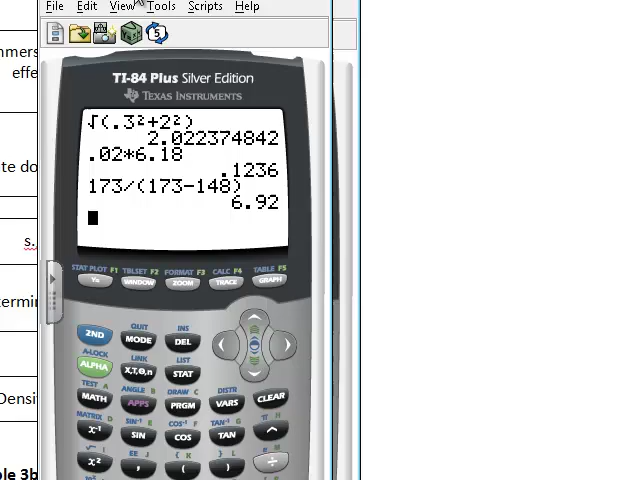 File Edit View Tools Scripts Help
5
mmers
effe
te do
s.
termin
Densi
ole 3b
TI-84 Plus Silver Edition
TEXAS INSTRUMENTS
√(.3²+2²)
2.022374842
.02*6.18
.1236
173/(173-148)
6.92
STAT PLOT F1 TBLSET F2 FORMAT F3 CALC F4 TABLE F5
Y= WINDOW ZOOM TRACE GRAPH
QUIT INS
2ND MODE DEL
A-LOCK LINK LIST
ALPHA X,T,Θ,n STAT
TEST A ANGLE B DRAW C DISTR
MATH APPS PRGM VARS CLEAR
MATRIX D SIN⁻¹ E COS⁻¹ F TAN⁻¹ G π H
X⁻¹ SIN COS TAN ^
√ I EE J { K } L e M
X² , ( ) ÷